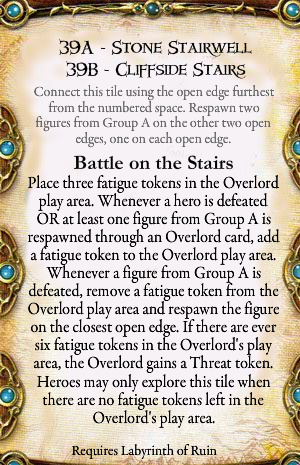 39A - Stone Stairwell
39B - Cliffside Stairs
Connect this tile using the open edge furthest
from the numbered space. Respawn two
figures from Group A on the other two open
edges, one on each open edge.
Battle on the Stairs
Place three fatigue tokens in the Overlord
play area. Whenever a hero is defeated
OR at least one figure from Group A is
respawned through an Overlord card, add
a fatigue token to the Overlord play area.
Whenever a figure from Group A is
defeated, remove a fatigue token from the
Overlord play area and respawn the figure
on the closest open edge. If there are ever
six fatigue tokens in the Overlord's play
area, the Overlord gains a Threat token.
Heroes may only explore this tile when
there are no fatigue tokens left in the
Overlord's play area.
Requires Labyrinth of Ruin